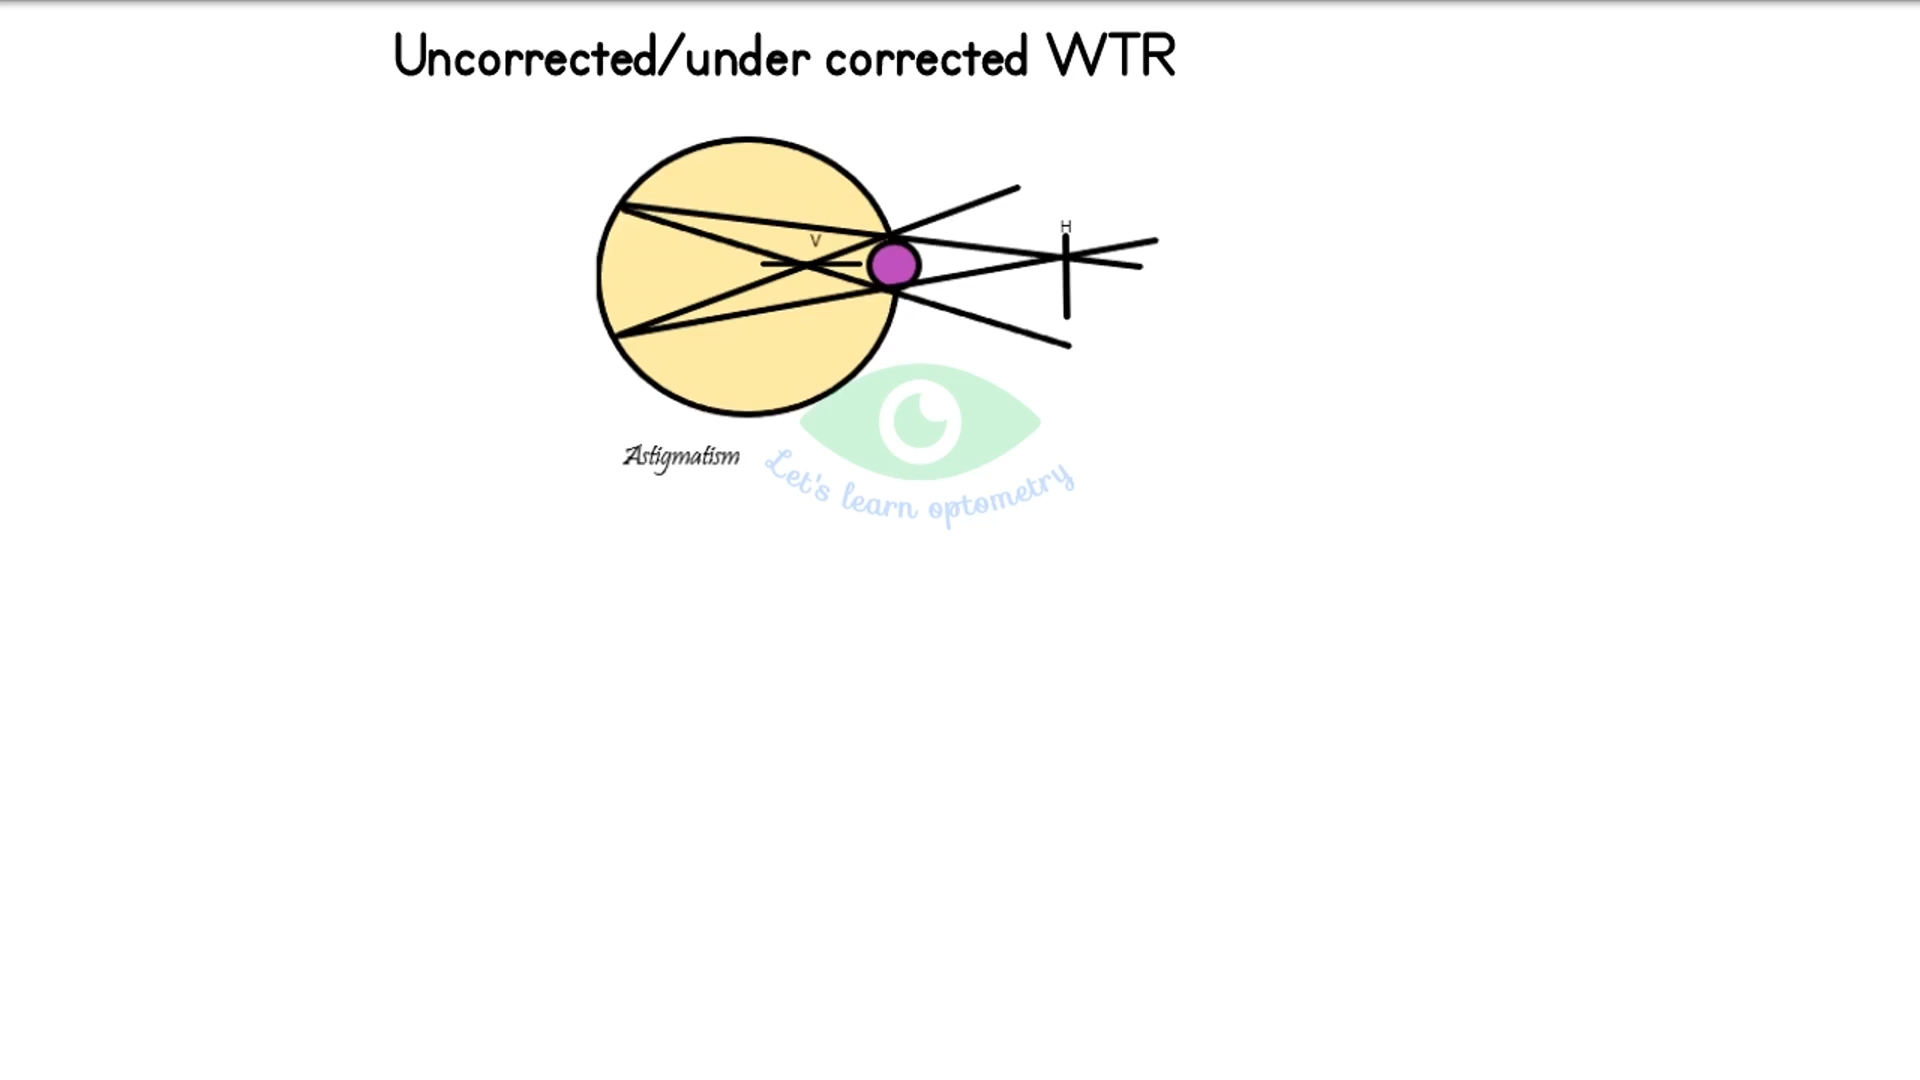 Uncorrected/under corrected WTR
H
V
Astigmatism
Let's learn optometry